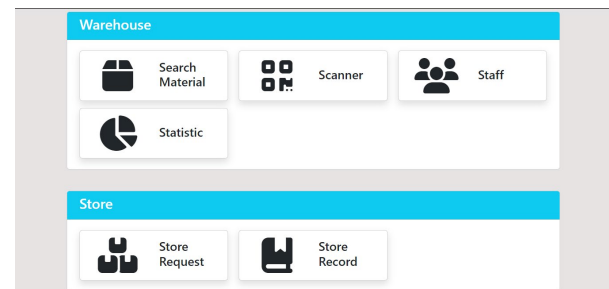 Warehouse
Search
Material
Scanner
Staff
Statistic
Store
Store
Request
Store
Record